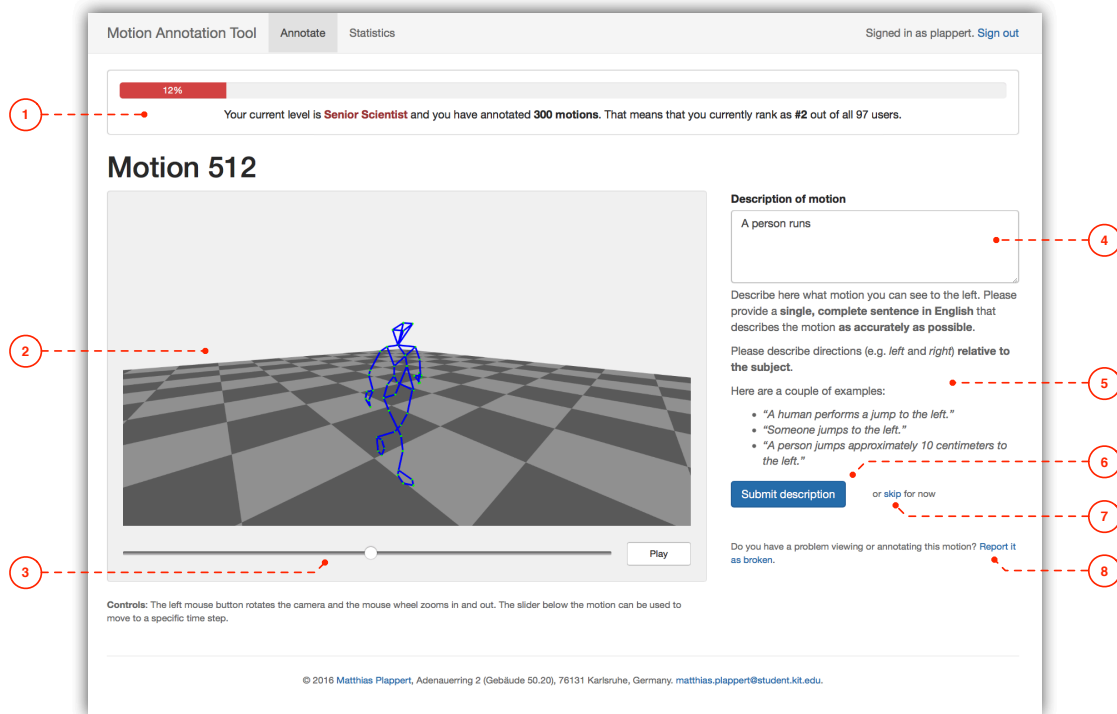 Motion Annotation Tool Annotate Statistics Signed in as plappert. Sign out
12%
1
Your current level is Senior Scientist and you have annotated 300 motions. That means that you currently rank as #2 out of all 97 users.
Motion 512
Description of motion
A person runs
4
Describe here what motion you can see to the left. Please
provide a single, complete sentence in English that
describes the motion as accurately as possible.
2
Please describe directions (e.g. left and right) relative to
the subject.
5
Here are a couple of examples:
• “A human performs a jump to the left.”
• “Someone jumps to the left.”
• “A person jumps approximately 10 centimeters to
the left.”
6
Submit description or skip for now
7
Play
Do you have a problem viewing or annotating this motion? Report it
as broken.
3
8
Controls: The left mouse button rotates the camera and the mouse wheel zooms in and out. The slider below the motion can be used to
move to a specific time step.
© 2016 Matthias Plappert, Adenauerring 2 (Gebäude 50.20), 76131 Karlsruhe, Germany. matthias.plappert@student.kit.edu.